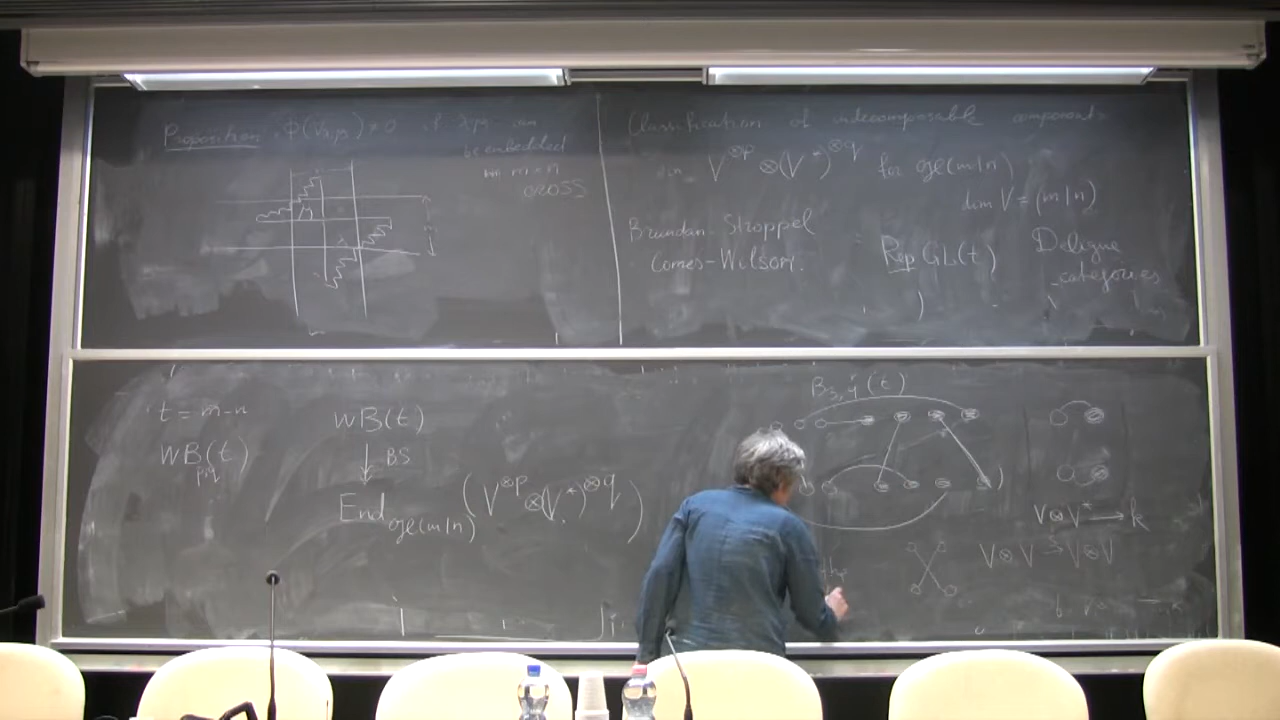 Proposition. Φ(V_{λ,μ}) ≠ 0 if λ,μ can
be embedded
in m × n
cross
Classification of indecomposable components
in V^{⊗p} ⊗ (V^*)^{⊗q} for gl(m|n)
dim V = (m|n)
Brundan-Stroppel
Comes-Wilson.
Rep GL(t)
Deligne
categories
t = m-n
WB(t)
p,q
WB(t)
↓ BS
End_{gl(m|n)} (V^{⊗p} ⊗ V^*)^{⊗q})
B_{3,4}(t)
V⊗V^* → k
V⊗V →^{S} V⊗V